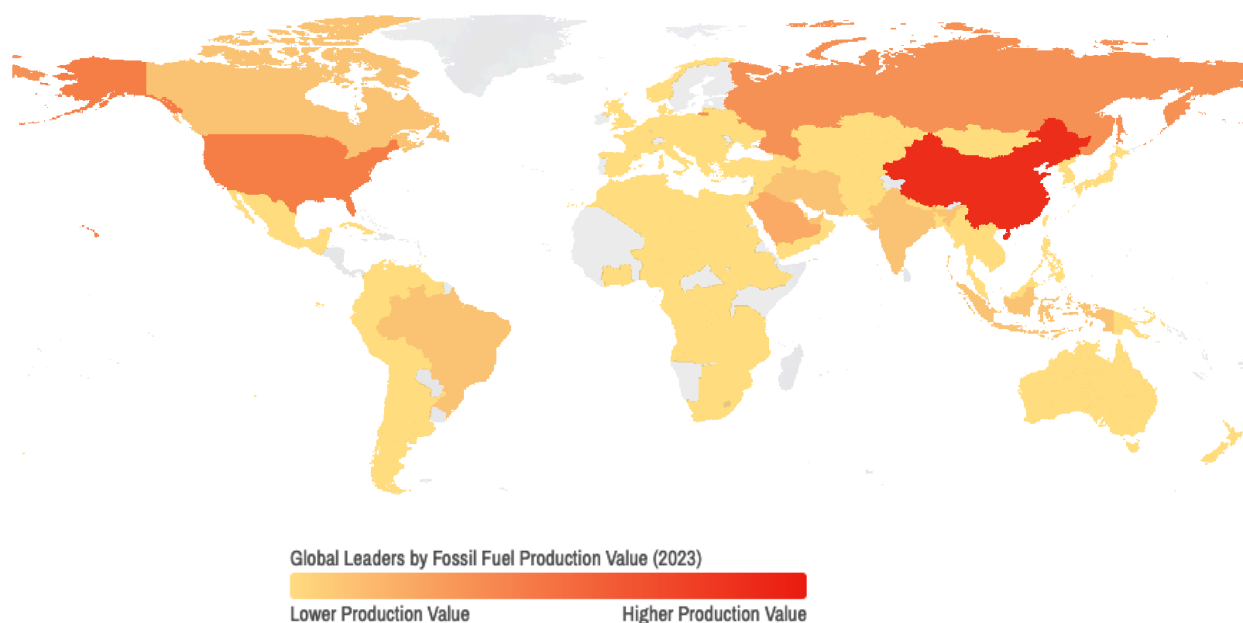 Global Leaders by Fossil Fuel Production Value (2023)
Lower Production Value Higher Production Value